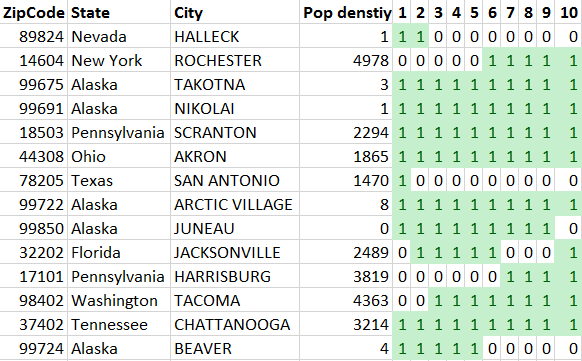 ZipCode State City Pop denstiy 1 2 3 4 5 6 7 8 9 10
89824 Nevada HALLECK 1 1 1 0 0 0 0 0 0 0 0
14604 New York ROCHESTER 4978 0 0 0 0 0 1 1 1 1 1
99675 Alaska TAKOTNA 3 1 1 1 1 1 1 1 1 1 1
99691 Alaska NIKOLAI 1 1 1 1 1 1 1 1 1 1 1
18503 Pennsylvania SCRANTON 2294 1 1 1 1 1 1 1 1 1 1
44308 Ohio AKRON 1865 1 1 1 1 1 1 1 1 1 1
78205 Texas SAN ANTONIO 1470 1 0 0 0 0 0 0 0 0 0
99722 Alaska ARCTIC VILLAGE 8 1 1 1 1 1 1 1 1 1 1
99850 Alaska JUNEAU 0 1 1 1 1 1 1 1 1 1 0
32202 Florida JACKSONVILLE 2489 0 1 1 1 1 1 0 0 0 1
17101 Pennsylvania HARRISBURG 3819 0 0 0 0 0 0 1 1 1 1
98402 Washington TACOMA 4363 0 0 1 1 1 1 1 1 1 1
37402 Tennessee CHATTANOOGA 3214 1 1 1 1 1 1 1 1 1 1
99724 Alaska BEAVER 4 1 1 1 1 1 0 0 0 0 0